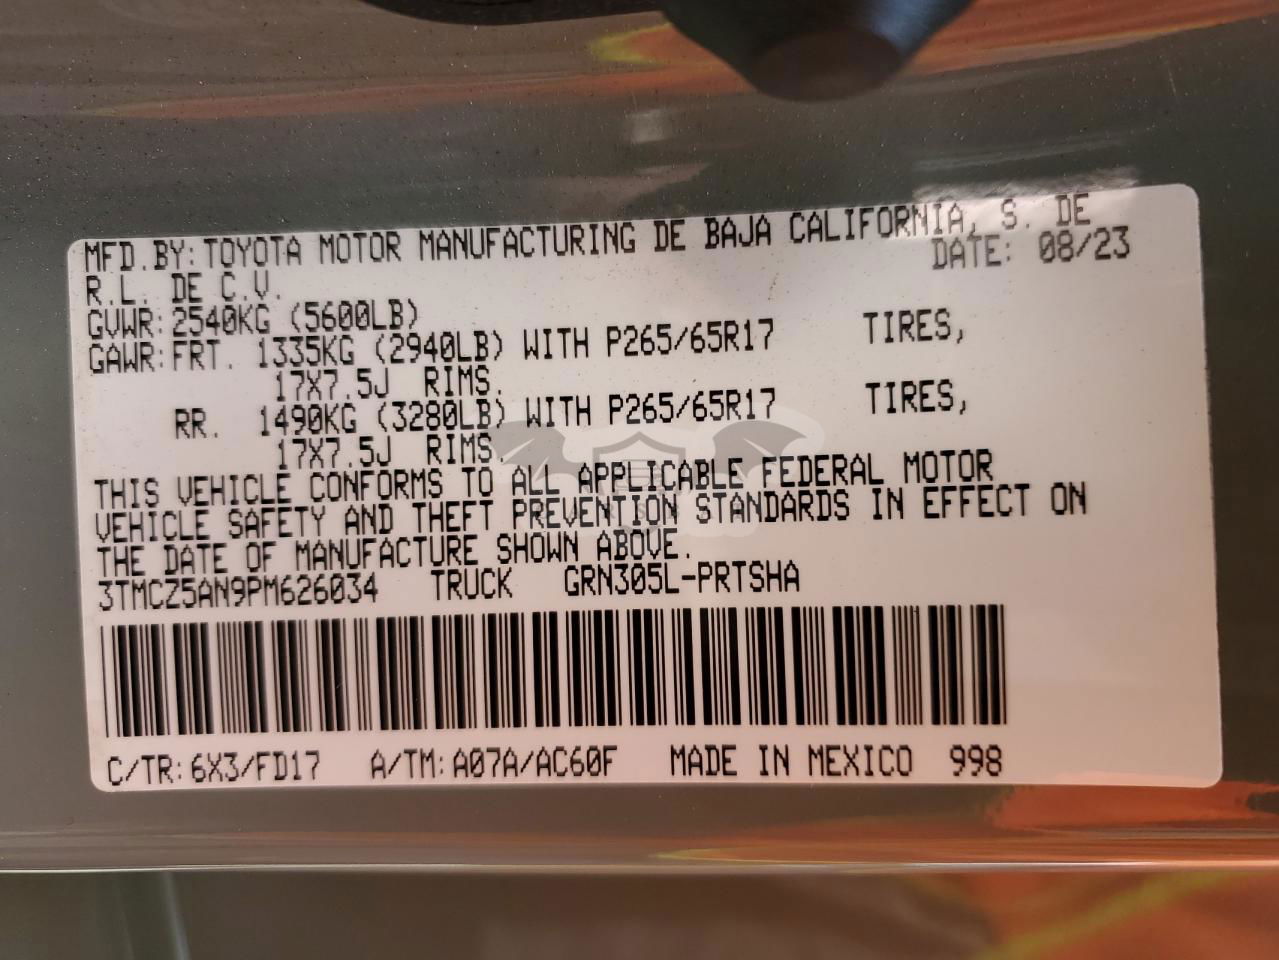 MFD.BY: TOYOTA MOTOR MANUFACTURING DE BAJA CALIFORNIA, S. DE
R.L. DE C.V. DATE: 08/23
GVWR: 2540KG (5600LB)
GAWR: FRT. 1335KG (2940LB) WITH P265/65R17 TIRES,
17X7.5J RIMS.
RR. 1490KG (3280LB) WITH P265/65R17 TIRES,
17X7.5J RIMS.
THIS VEHICLE CONFORMS TO ALL APPLICABLE FEDERAL MOTOR
VEHICLE SAFETY AND THEFT PREVENTION STANDARDS IN EFFECT ON
THE DATE OF MANUFACTURE SHOWN ABOVE.
3TMCZ5AN9PM626034 TRUCK GRN305L-PRTSHA
C/TR: 6X3/FD17 A/TM: A07A/AC60F MADE IN MEXICO 998